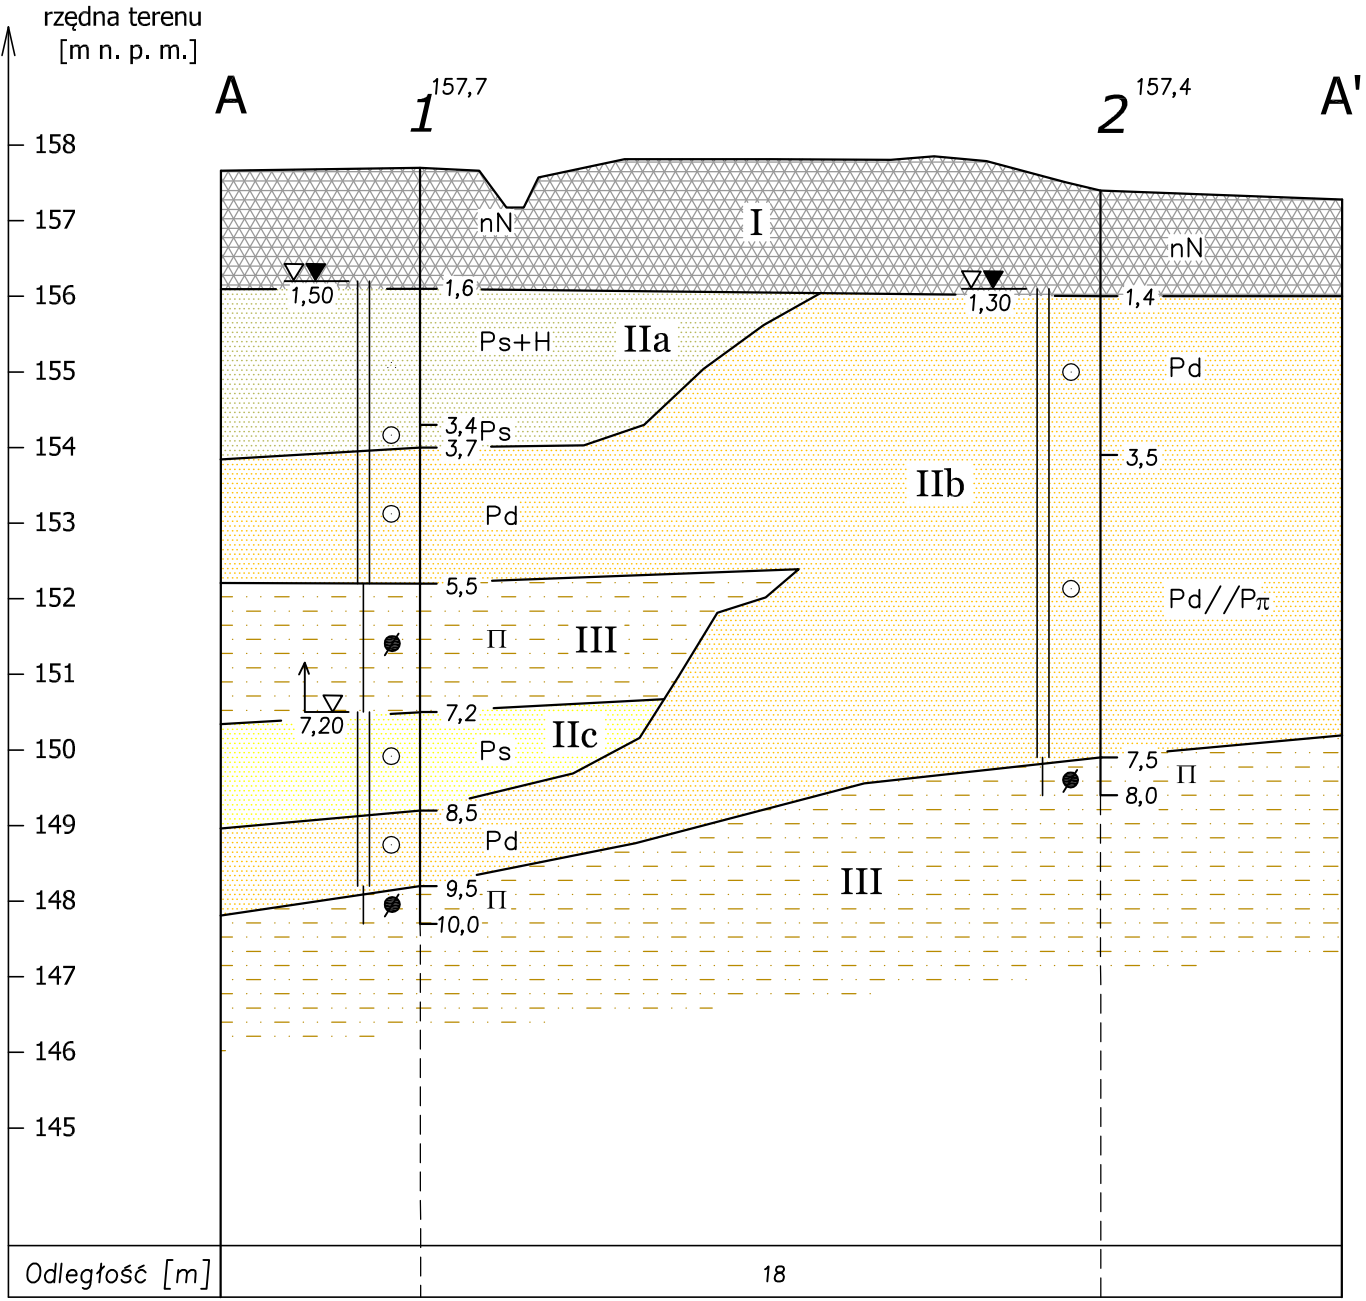 rzędna terenu
[m n. p. m.]
A
1 157,7
2 157,4
A'
158
157
nN
I
nN
156
1,50
1,6
1,30
1,4
Ps+H
IIa
155
Pd
3,4 Ps
154
3,7
3,5
IIb
153
Pd
152
5,5
Pd//Pπ
П
III
151
7,20
7,2
150
Ps
IIc
7,5
П
8,0
149
8,5
Pd
III
148
9,5
П
10,0
147
146
145
Odległość [m]
18